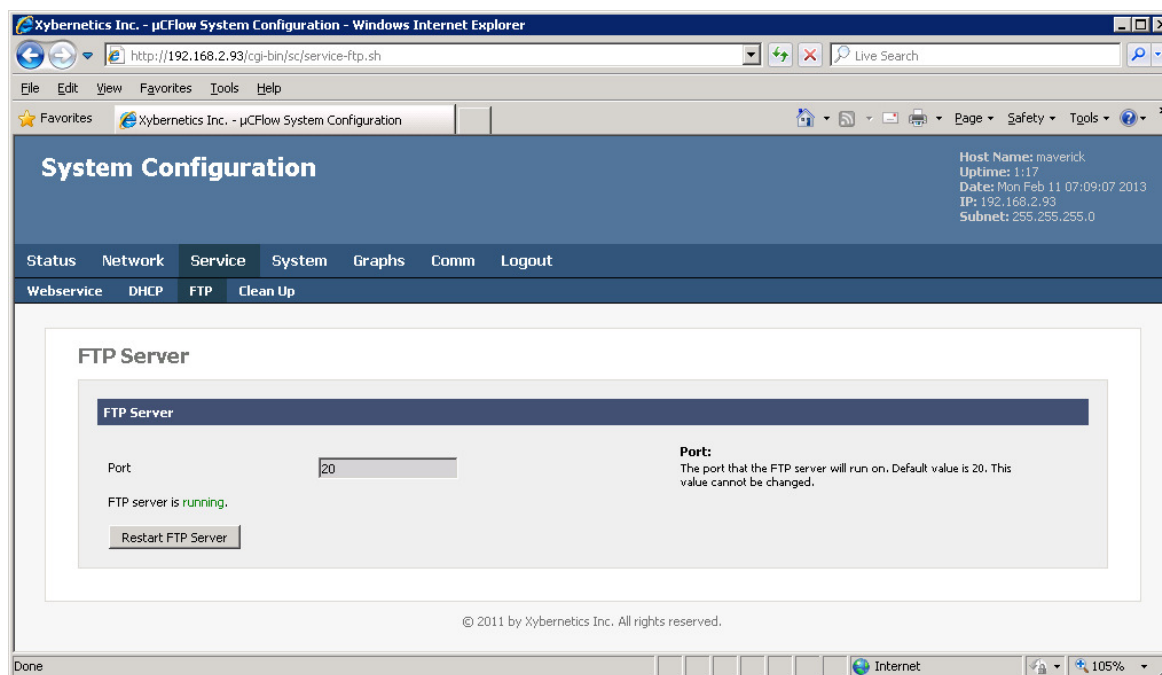 Xybernetics Inc. - µCFlow System Configuration - Windows Internet Explorer
http://192.168.2.93/cgi-bin/sc/service-ftp.sh
Live Search
File Edit View Favorites Tools Help
Favorites Xybernetics Inc. - µCFlow System Configuration Page Safety Tools
System Configuration
Host Name: maverick
Uptime: 1:17
Date: Mon Feb 11 07:09:07 2013
IP: 192.168.2.93
Subnet: 255.255.255.0
Status Network Service System Graphs Comm Logout
Webservice DHCP FTP Clean Up
FTP Server
FTP Server
Port 20
FTP server is running.
Restart FTP Server
Port:
The port that the FTP server will run on. Default value is 20. This
value cannot be changed.
© 2011 by Xybernetics Inc. All rights reserved.
Done Internet 105%